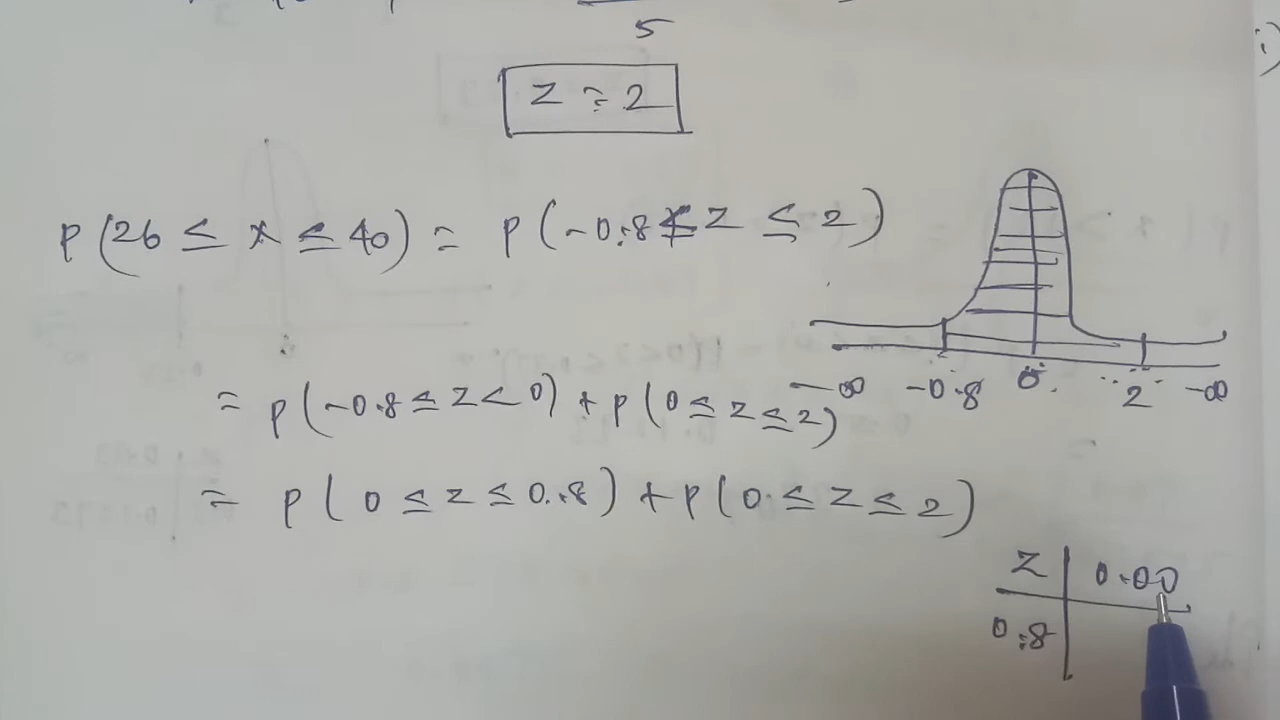 5
Z = 2
P(26 ≤ x ≤ 40) = P(-0.8 ≤ Z ≤ 2)
-∞ -0.8 0 2 -∞
= P(-0.8 ≤ Z < 0) + P(0 ≤ Z ≤ 2)
= P(0 ≤ Z ≤ 0.8) + P(0 ≤ Z ≤ 2)
Z 0.00
0.8
i)